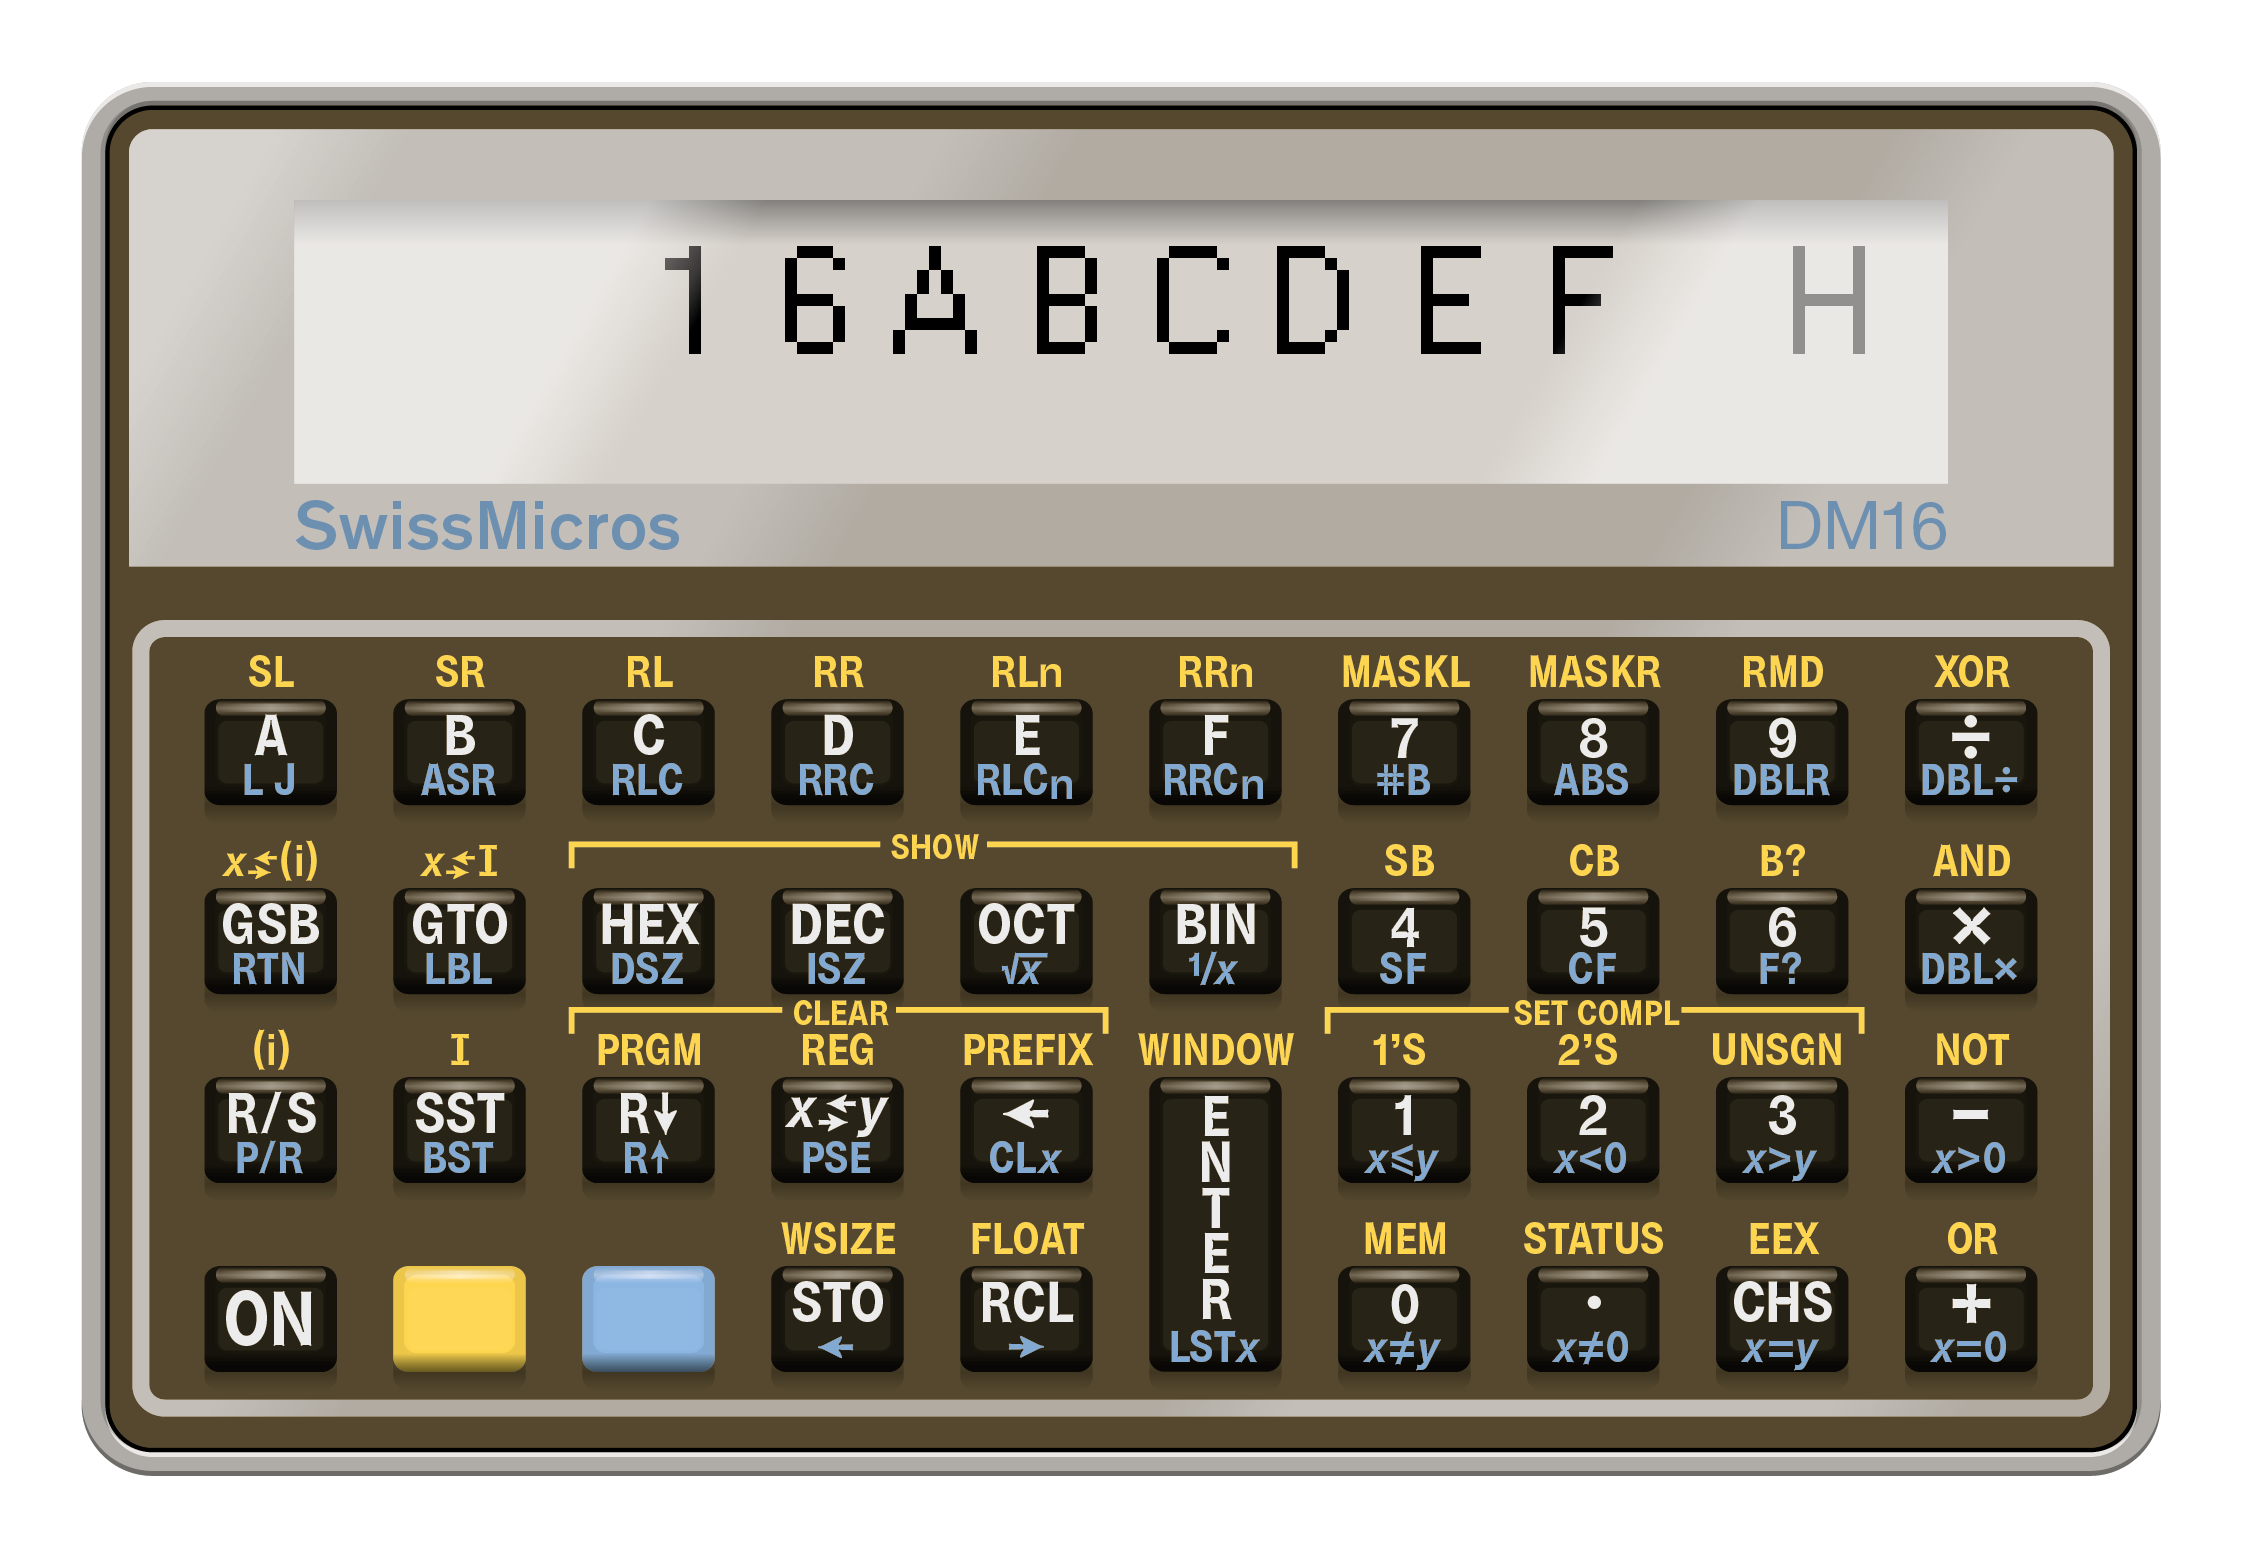 16ABCDEF H
SwissMicros DM16
SL SR RL RR RLn RRn MASKL MASKR RMD XOR
A B C D E F 7 8 9 ÷
LJ ASR RLC RRC RLCn RRCn #B ABS DBLR DBL÷
SHOW
x⇄(i) x⇄I SB CB B? AND
GSB GTO HEX DEC OCT BIN 4 5 6 ×
RTN LBL DSZ ISZ √x 1/x SF CF F? DBL×
CLEAR SET COMPL
(i) I PRGM REG PREFIX WINDOW 1’S 2’S UNSGN NOT
R/S SST R↓ x⇄y ← ENTER 1 2 3 −
P/R BST R↑ PSE CLx x≤y x<0 x>y x>0
WSIZE FLOAT MEM STATUS EEX OR
ON STO RCL 0 · CHS +
← → LSTx x≠y x≠0 x=y x=0